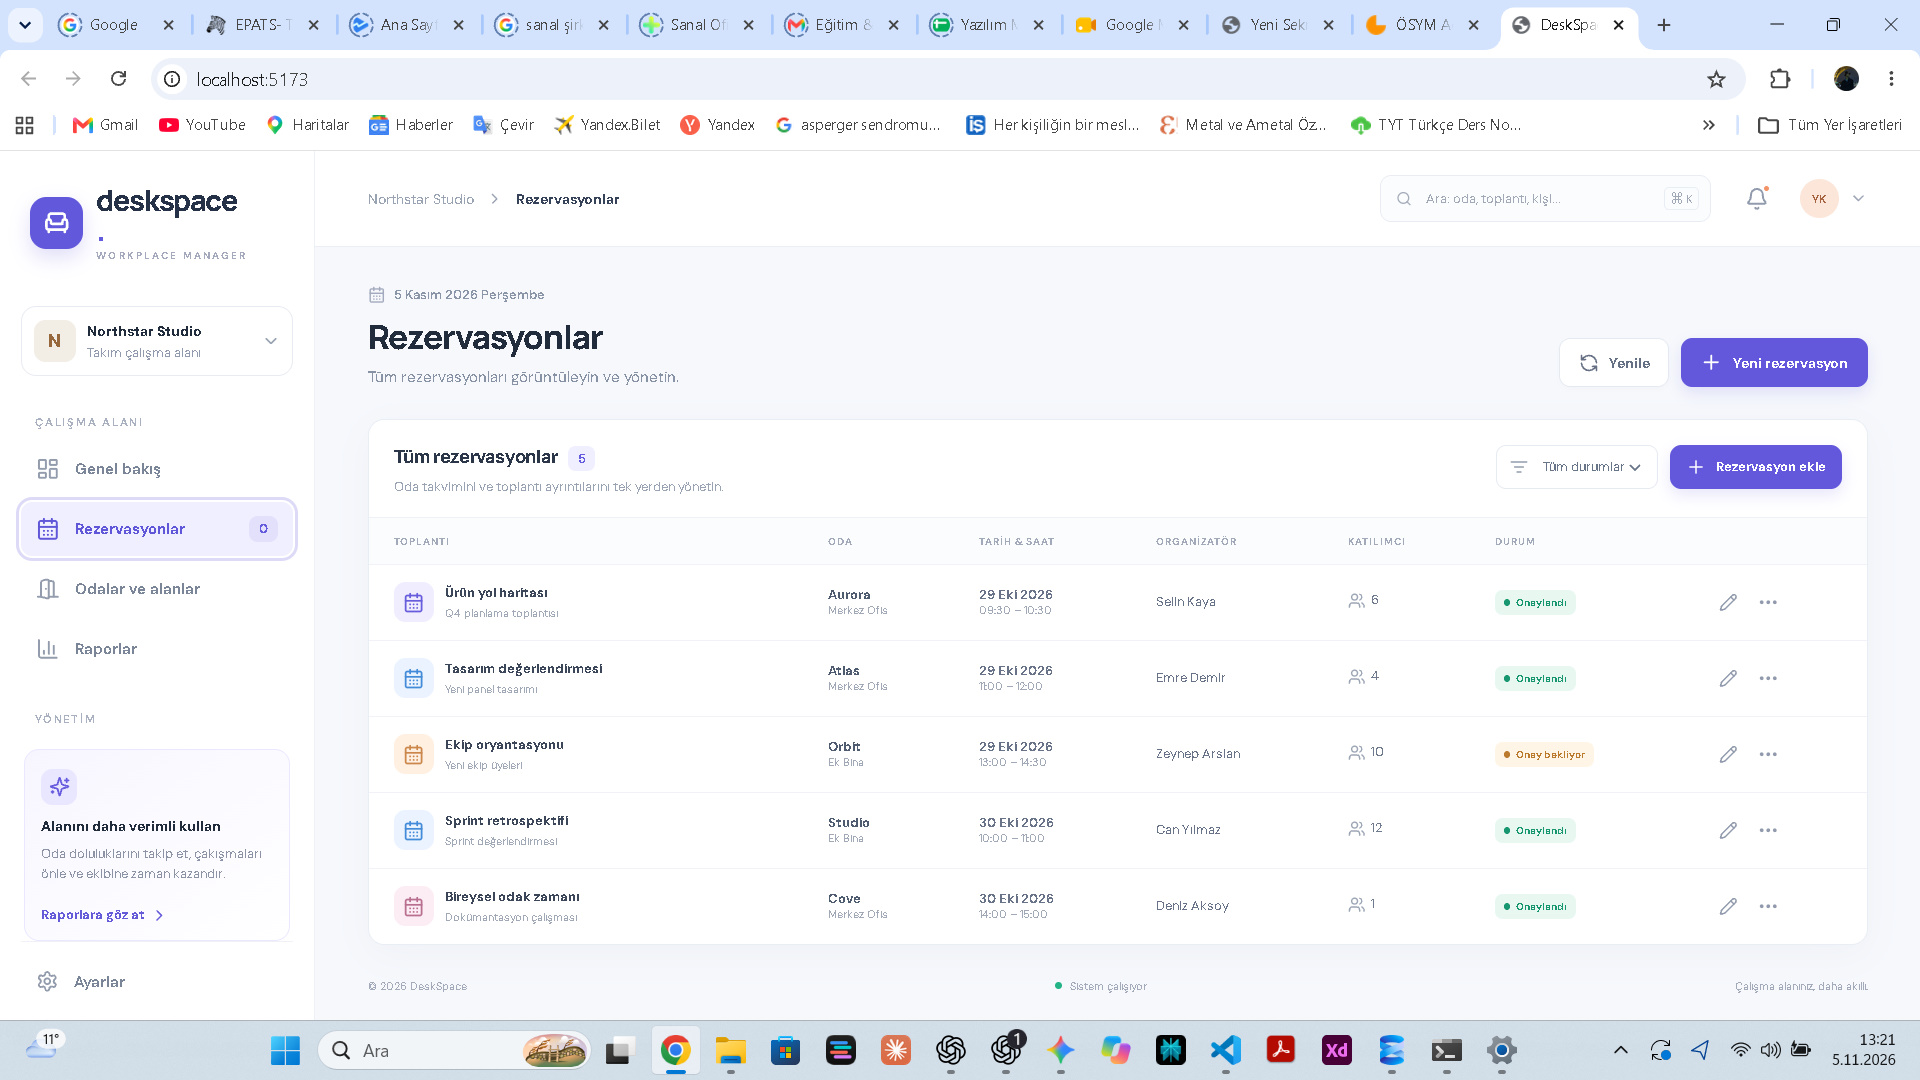 Google
EPATS- T
Ana Sayf
sanal şirk
Sanal Of
Eğitim &
Yazılım M
Google M
Yeni Sek
ÖSYM A
DeskSpa
localhost:5173
Gmail
YouTube
Haritalar
Haberler
Çevir
Yandex.Bilet
Yandex
asperger sendromu...
Her kişiliğin bir mesl...
Metal ve Ametal Öz...
TYT Türkçe Ders No...
Tüm Yer İşaretleri
deskspace
.
WORKPLACE MANAGER
Northstar Studio
Rezervasyonlar
Ara: oda, toplantı, kişi...
⌘ K
YK
N
Northstar Studio
Takım çalışma alanı
ÇALIŞMA ALANI
Genel bakış
Rezervasyonlar
0
Odalar ve alanlar
Raporlar
YÖNETİM
Alanını daha verimli kullan
Oda doluluklarını takip et, çakışmaları
önle ve ekibine zaman kazandır.
Raporlara göz at
Ayarlar
5 Kasım 2026 Perşembe
Rezervasyonlar
Tüm rezervasyonları görüntüleyin ve yönetin.
Yenile
Yeni rezervasyon
Tüm rezervasyonlar 5
Oda takvimini ve toplantı ayrıntılarını tek yerden yönetin.
Tüm durumlar
Rezervasyon ekle
TOPLANTI ODA TARİH & SAAT ORGANİZATÖR KATILIMCI DURUM
Ürün yol haritası
Q4 planlama toplantısı
Aurora
Merkez Ofis
29 Eki 2026
09:30 – 10:30
Selin Kaya
6
Onaylandı
Tasarım değerlendirmesi
Yeni panel tasarımı
Atlas
Merkez Ofis
29 Eki 2026
11:00 – 12:00
Emre Demir
4
Onaylandı
Ekip oryantasyonu
Yeni ekip üyeleri
Orbit
Ek Bina
29 Eki 2026
13:00 – 14:30
Zeynep Arslan
10
Onay bekliyor
Sprint retrospektifi
Sprint değerlendirmesi
Studio
Ek Bina
30 Eki 2026
10:00 – 11:00
Can Yılmaz
12
Onaylandı
Bireysel odak zamanı
Dokümantasyon çalışması
Cove
Merkez Ofis
30 Eki 2026
14:00 – 15:00
Deniz Aksoy
1
Onaylandı
© 2026 DeskSpace
Sistem çalışıyor
Çalışma alanınız, daha akıllı.
11°
Ara
1
Xd
13:21
5.11.2026